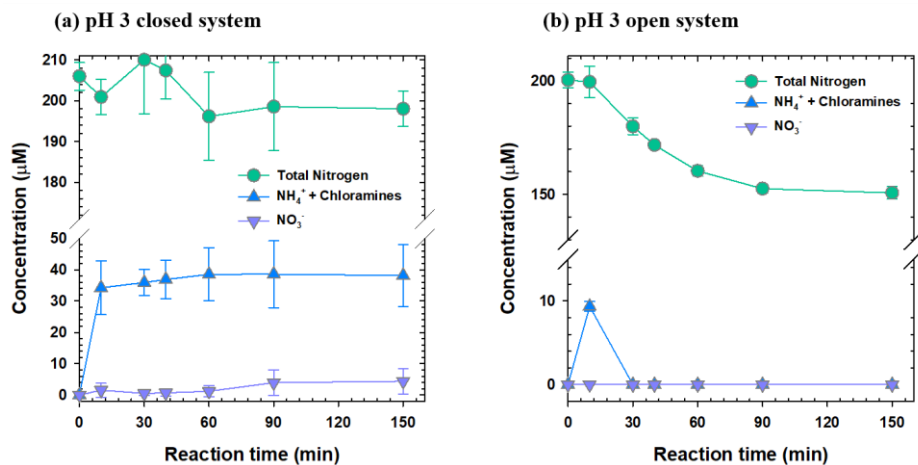 (a) pH 3 closed system
210
200
190
180
50
40
30
20
10
0
Concentration (µM)
Total Nitrogen
NH₄⁺ + Chloramines
NO₃⁻
0 30 60 90 120 150
Reaction time (min)
(b) pH 3 open system
200
150
10
0
Concentration (µM)
Total Nitrogen
NH₄⁺ + Chloramines
NO₃⁻
0 30 60 90 120 150
Reaction time (min)